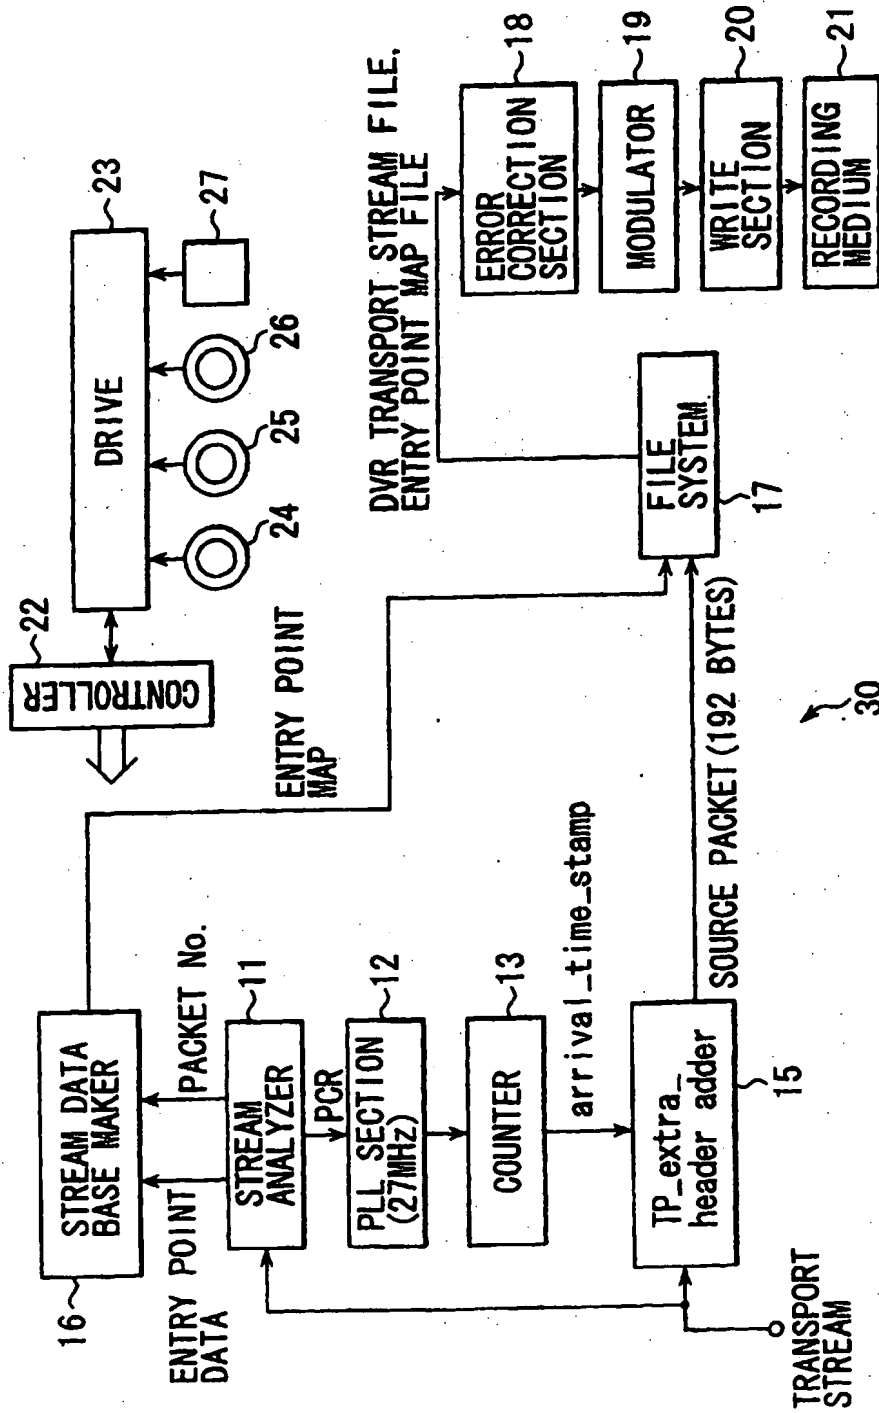 16
STREAM DATA
BASE MAKER
22
CONTROLLER
23
DRIVE
24
25
26
27
ENTRY POINT
DATA
PACKET No.
11
STREAM
ANALYZER
PCR
12
PLL SECTION
(27MHz)
13
COUNTER
arrival_time_stamp
TP_extra_
header adder
15
TRANSPORT
STREAM
ENTRY POINT
MAP
SOURCE PACKET(192 BYTES)
FILE
SYSTEM
17
DVR TRANSPORT STREAM FILE,
ENTRY POINT MAP FILE
18
ERROR
CORRECTION
SECTION
19
MODULATOR
20
WRITE
SECTION
21
RECORDING
MEDIUM
30